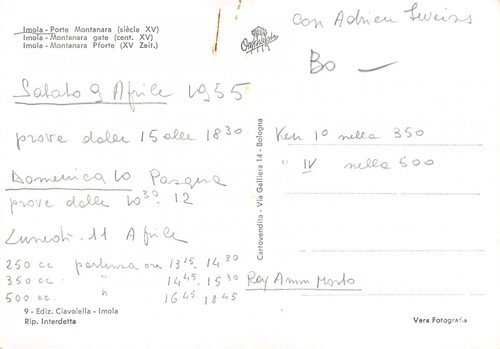 Imola - Porte Montanara (siècle XV)
Imola - Montanara gate (cent. XV)
Imola - Montanara Pforte (XV Zeit.)
con Adrien
Bo —
Sabato 9 Aprile 1955
prove dalle 15 alle 18 30
Domenica 10 Pasqua
prove dalle 10 30 - 12
Lunedì - 11 Aprile
250 cc partenza ore 13 15 - 14 30
350 cc " " 14 45 - 15 30
500 cc " 16 45 18 45
Cartovendita - Via Galliera 14 - Bologna
Ken 1° nella 350
" IV nella 500
Ray Amm Morto
9 - Ediz. Ciavolella - Imola
Rip. Interdetta
Vera Fotografia